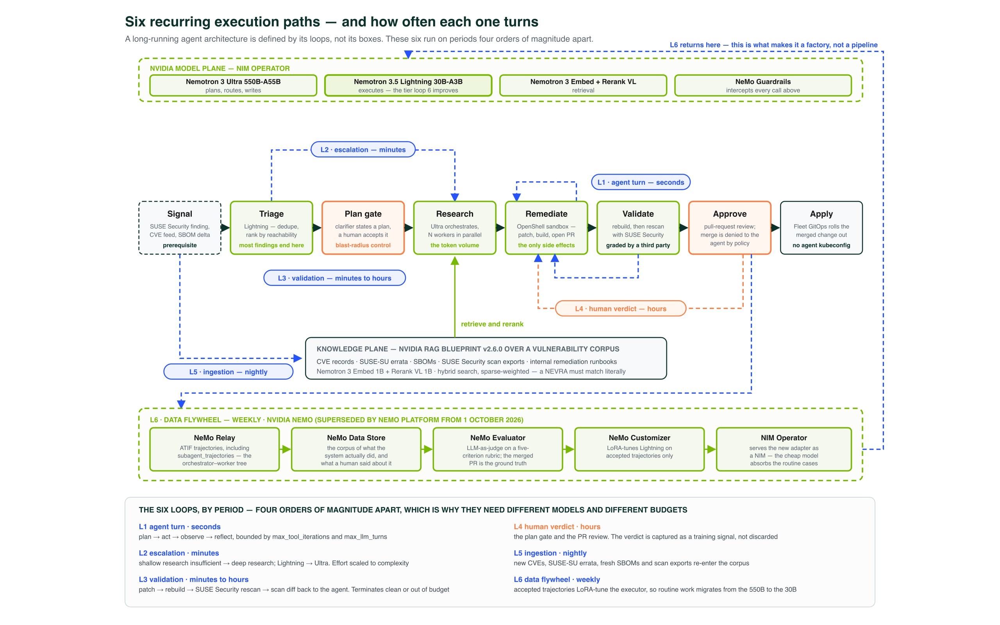 Six recurring execution paths — and how often each one turns
A long-running agent architecture is defined by its loops, not its boxes. These six run on periods four orders of magnitude apart.
L6 returns here — this is what makes it a factory, not a pipeline
NVIDIA MODEL PLANE — NIM OPERATOR
Nemotron 3 Ultra 550B-A55B
plans, routes, writes
Nemotron 3.5 Lightning 30B-A3B
executes — the tier loop 6 improves
Nemotron 3 Embed + Rerank VL
retrieval
NeMo Guardrails
intercepts every call above
L2 · escalation — minutes
L1 · agent turn — seconds
Signal
SUSE Security finding,
CVE feed, SBOM delta
prerequisite
Triage
Lightning — dedupe,
rank by reachability
most findings end here
Plan gate
clarifier states a plan,
a human accepts it
blast-radius control
Research
Ultra orchestrates,
N workers in parallel
the token volume
Remediate
OpenShell sandbox —
patch, build, open PR
the only side effects
Validate
rebuild, then rescan
with SUSE Security
graded by a third party
Approve
pull-request review;
merge is denied to the
agent by policy
Apply
Fleet GitOps rolls the
merged change out
no agent kubeconfig
L3 · validation — minutes to hours
L4 · human verdict — hours
retrieve and rerank
KNOWLEDGE PLANE — NVIDIA RAG BLUEPRINT v2.6.0 OVER A VULNERABILITY CORPUS
CVE records · SUSE-SU errata · SBOMs · SUSE Security scan exports · internal remediation runbooks
Nemotron 3 Embed 1B + Rerank VL 1B · hybrid search, sparse-weighted — a NEVRA must match literally
L5 · ingestion — nightly
L6 · DATA FLYWHEEL — WEEKLY · NVIDIA NEMO (SUPERSEDED BY NEMO PLATFORM FROM 1 OCTOBER 2026)
NeMo Relay
ATIF trajectories, including
subagent_trajectories — the
orchestrator–worker tree
NeMo Data Store
the corpus of what the
system actually did, and
what a human said about it
NeMo Evaluator
LLM-as-judge on a five-
criterion rubric; the merged
PR is the ground truth
NeMo Customizer
LoRA-tunes Lightning on
accepted trajectories only
NIM Operator
serves the new adapter as
a NIM — the cheap model
absorbs the routine cases
THE SIX LOOPS, BY PERIOD — FOUR ORDERS OF MAGNITUDE APART, WHICH IS WHY THEY NEED DIFFERENT MODELS AND DIFFERENT BUDGETS
L1 agent turn · seconds
plan → act → observe → reflect, bounded by max_tool_iterations and max_llm_turns
L2 escalation · minutes
shallow research insufficient → deep research; Lightning → Ultra. Effort scaled to complexity
L3 validation · minutes to hours
patch → rebuild → SUSE Security rescan → scan diff back to the agent. Terminates clean or out of budget
L4 human verdict · hours
the plan gate and the PR review. The verdict is captured as a training signal, not discarded
L5 ingestion · nightly
new CVEs, SUSE-SU errata, fresh SBOMs and scan exports re-enter the corpus
L6 data flywheel · weekly
accepted trajectories LoRA-tune the executor, so routine work migrates from the 550B to the 30B